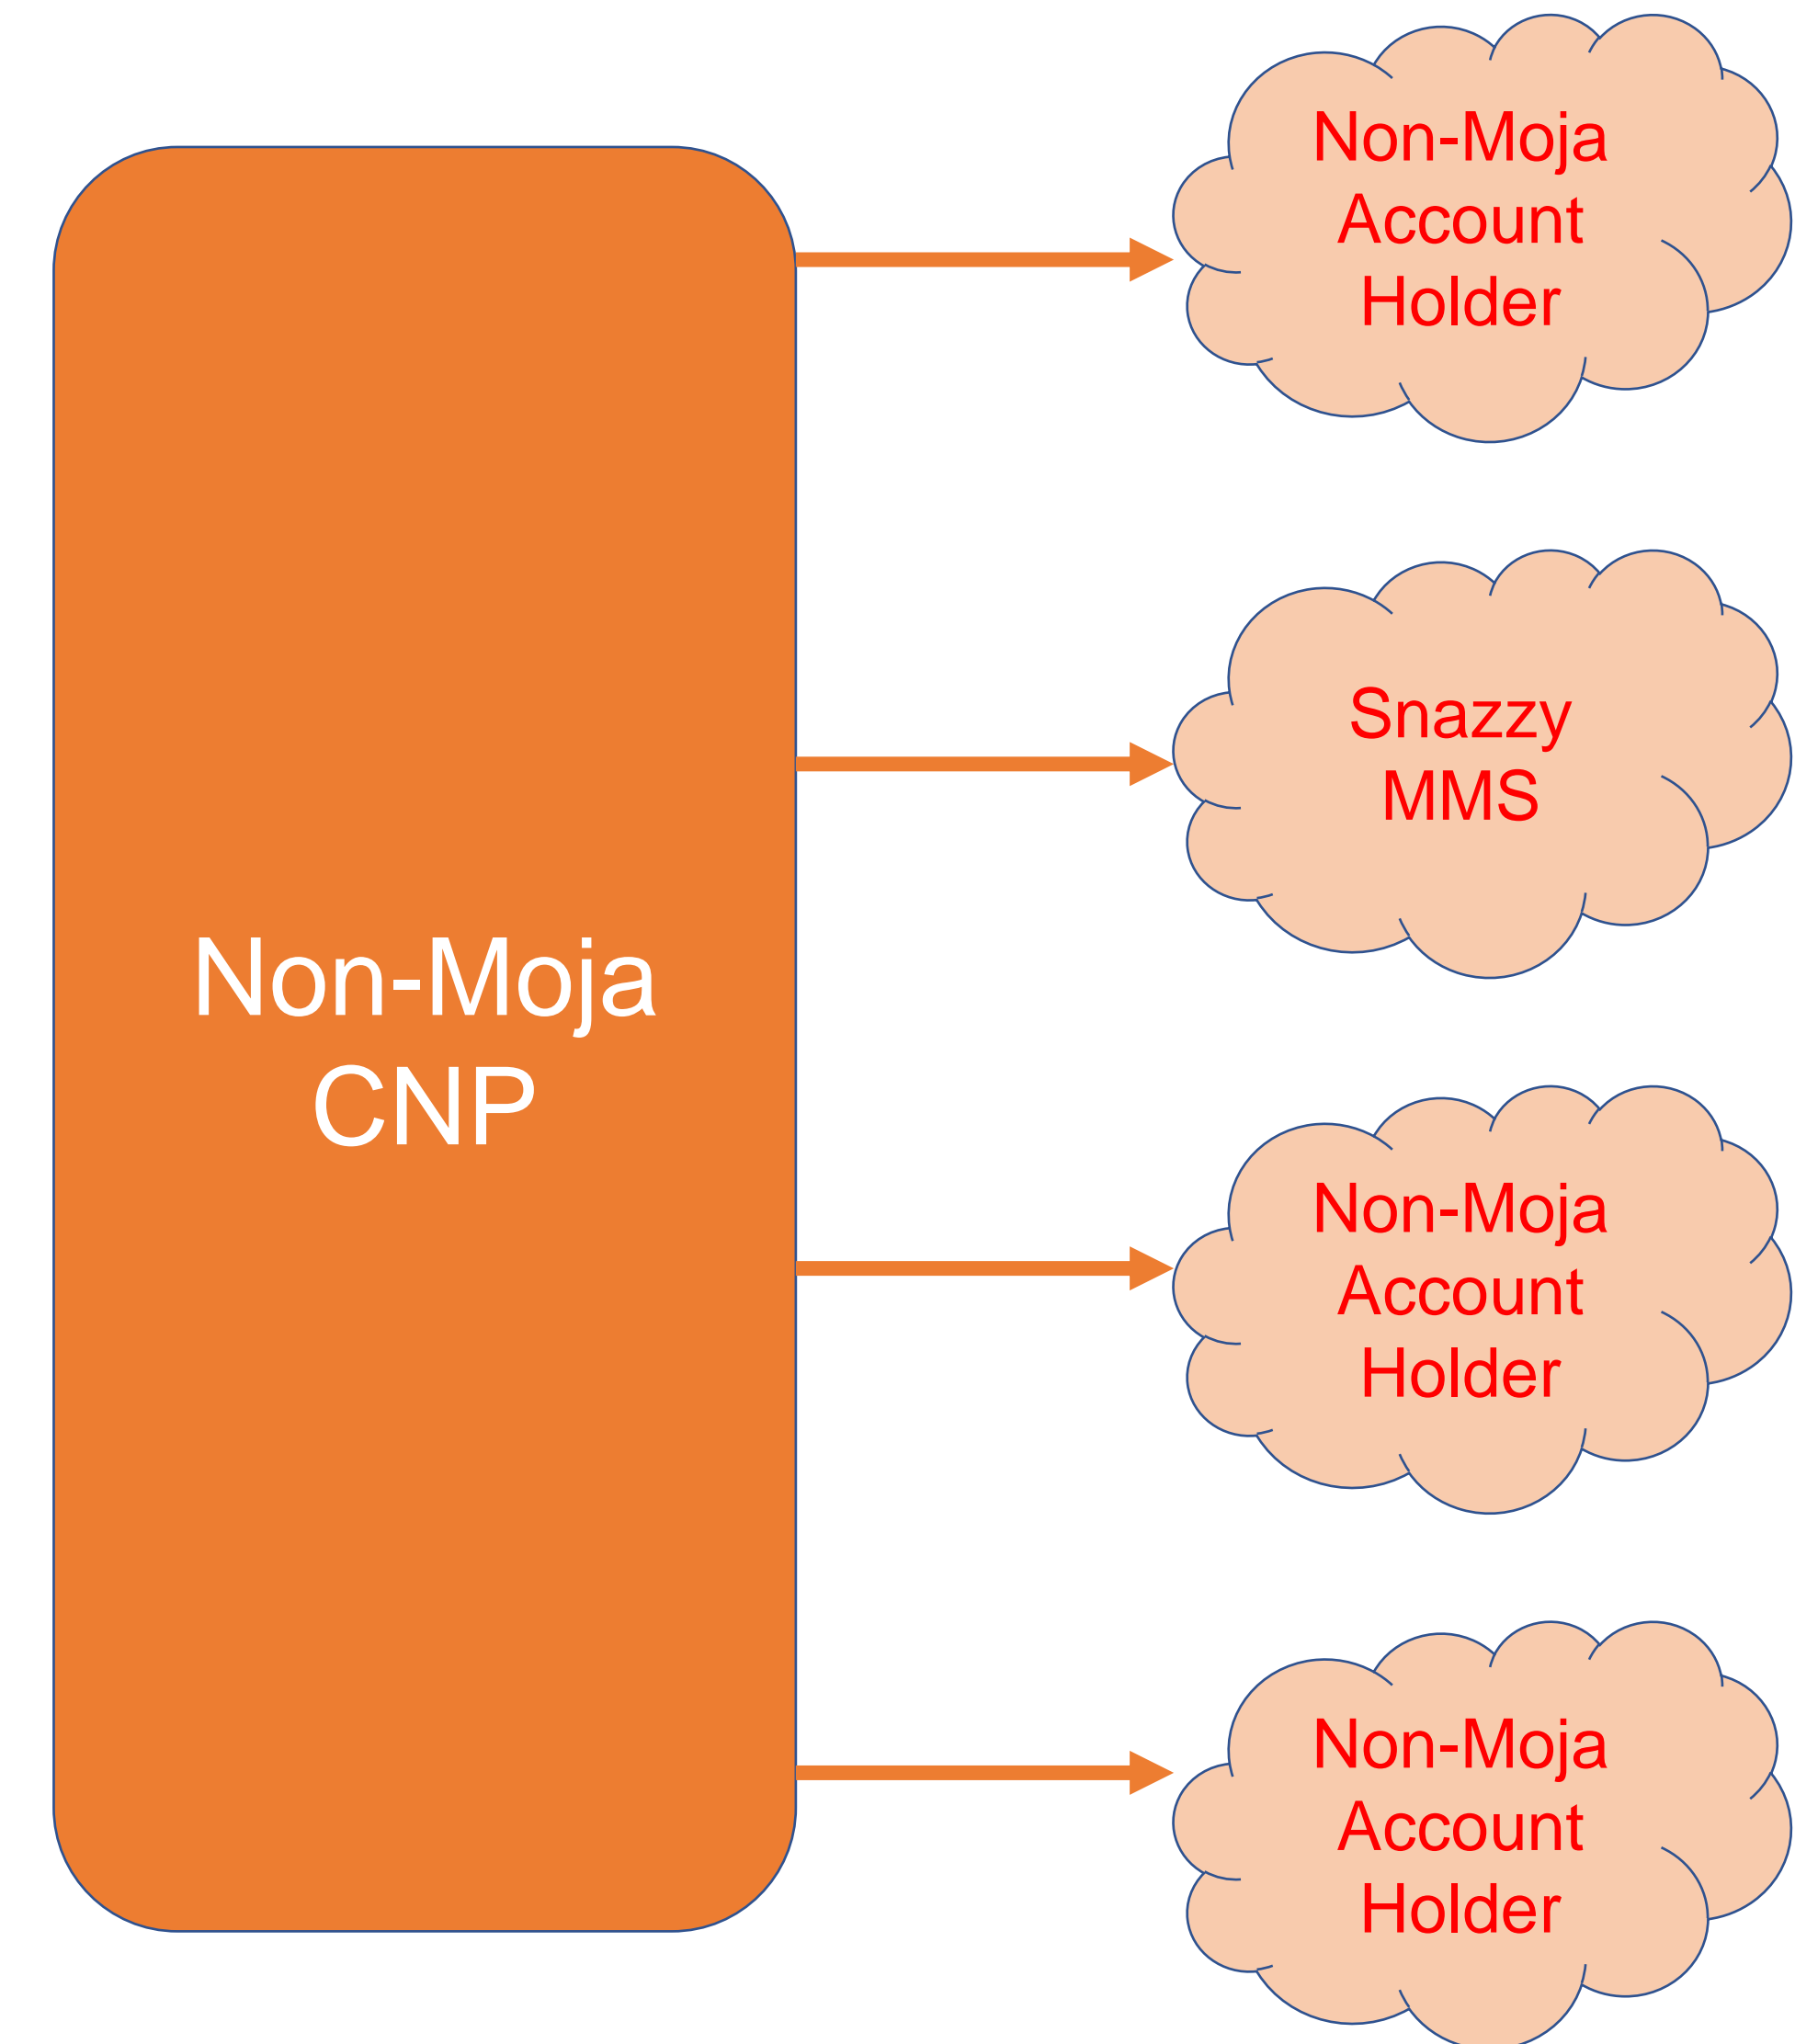 Non-Moja
CNP
Non-Moja
Account
Holder
Snazzy
MMS
Non-Moja
Account
Holder
Non-Moja
Account
Holder